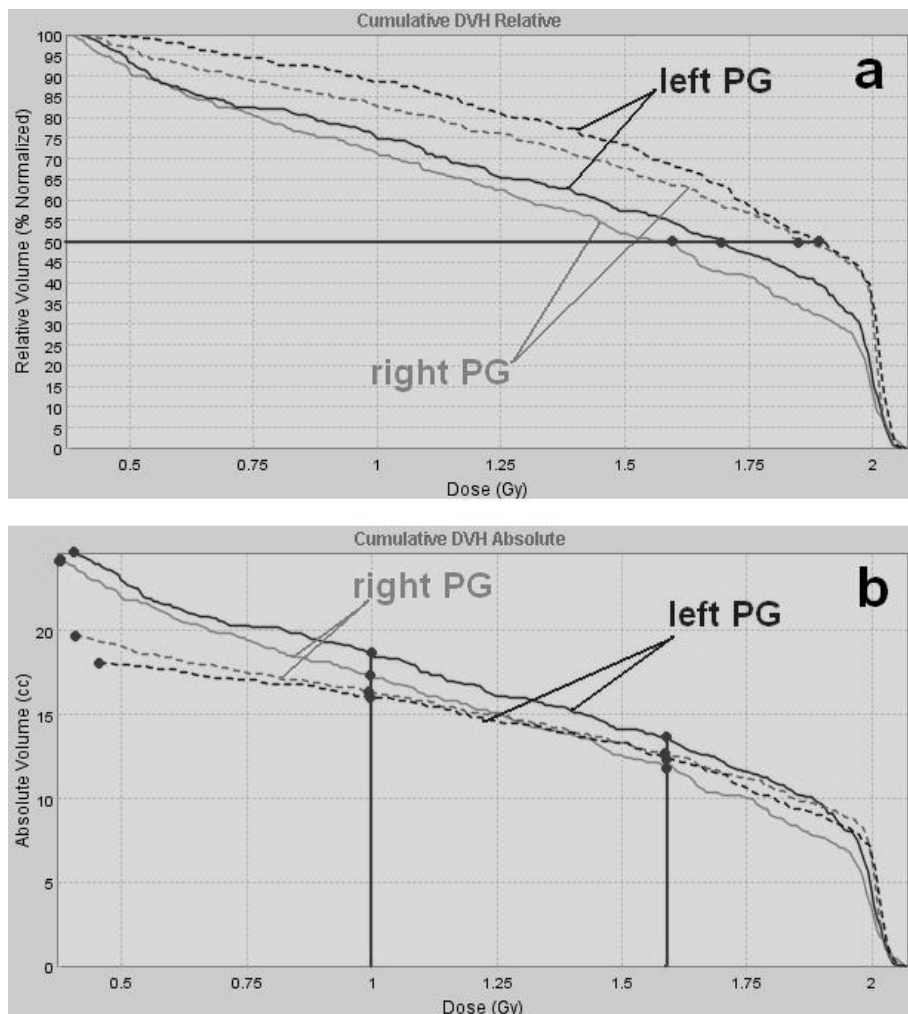 Cumulative DVH Relative
a
100
95
90
85
80
75
70
65
60
55
50
45
40
35
30
25
20
15
10
5
0
Relative Volume (% Normalized)
left PG
right PG
0.5 0.75 1 1.25 1.5 1.75 2
Dose (Gy)
Cumulative DVH Absolute
b
right PG
left PG
20
15
10
5
0
Absolute Volume (cc)
0.5 0.75 1 1.25 1.5 1.75 2
Dose (Gy)